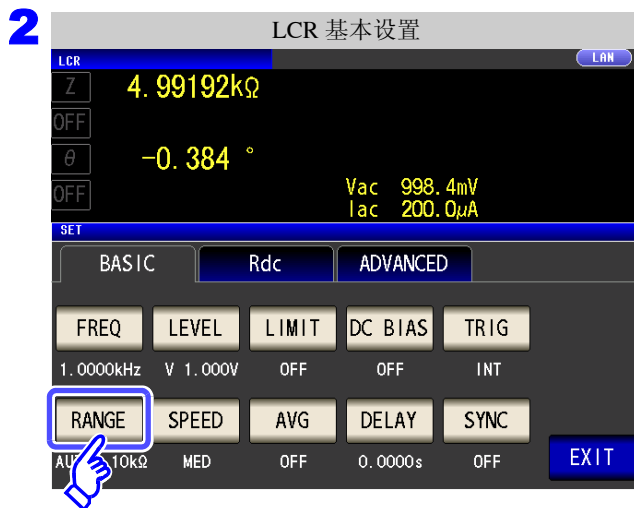 2
LCR 基本设置
LCR LAN
Z 4.99192kΩ
OFF
θ -0.384 °
OFF Vac 998.4mV
Iac 200.0μA
SET
BASIC Rdc ADVANCED
FREQ LEVEL LIMIT DC BIAS TRIG
1.0000kHz V 1.000V OFF OFF INT
RANGE SPEED AVG DELAY SYNC
10kΩ MED OFF 0.0000s OFF EXIT